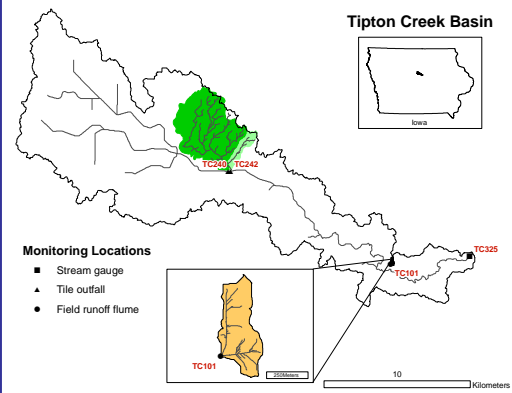 Tipton Creek Basin
Iowa
TC240 TC242
TC325
TC101
Monitoring Locations
Stream gauge
Tile outfall
Field runoff flume
TC101
250Meters
10
Kilometers